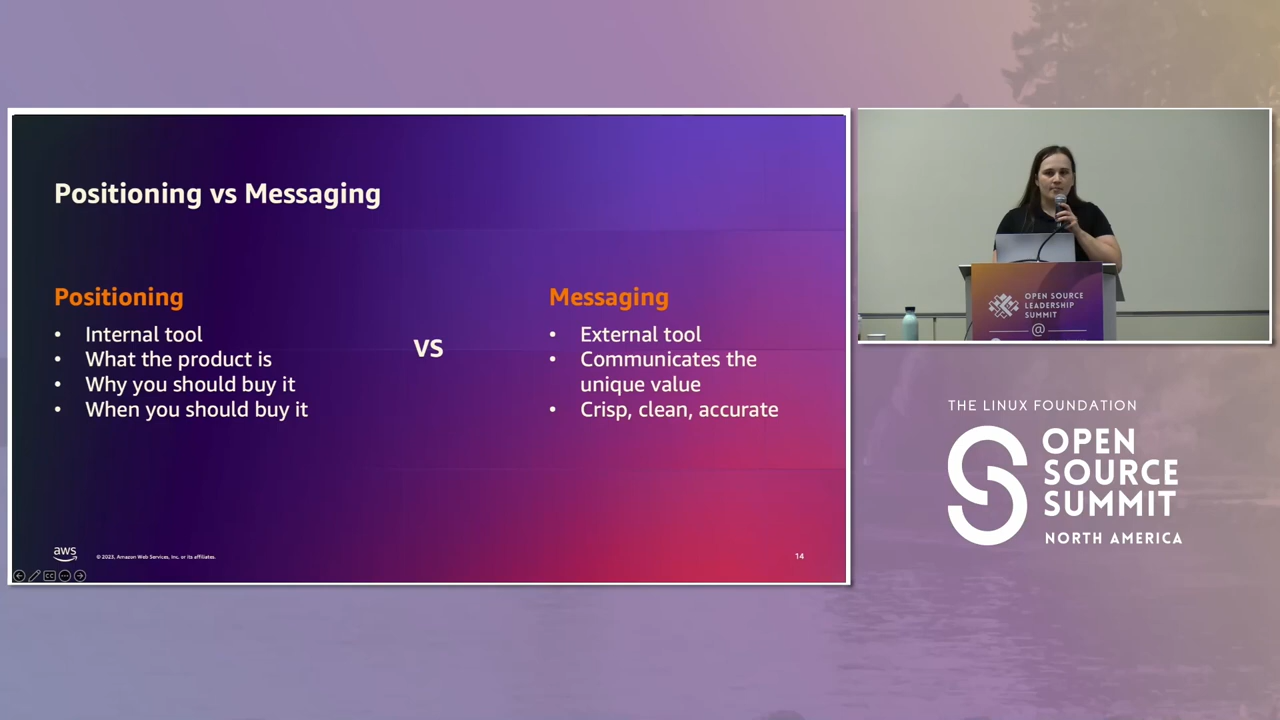 Positioning vs Messaging
Positioning
• Internal tool
• What the product is
• Why you should buy it
• When you should buy it
VS
Messaging
• External tool
• Communicates the
unique value
• Crisp, clean, accurate
aws
© 2023, Amazon Web Services, Inc. or its affiliates.
14
CC
OPEN SOURCE
LEADERSHIP
SUMMIT
@
THE LINUX FOUNDATION
OPEN
SOURCE
SUMMIT
NORTH AMERICA